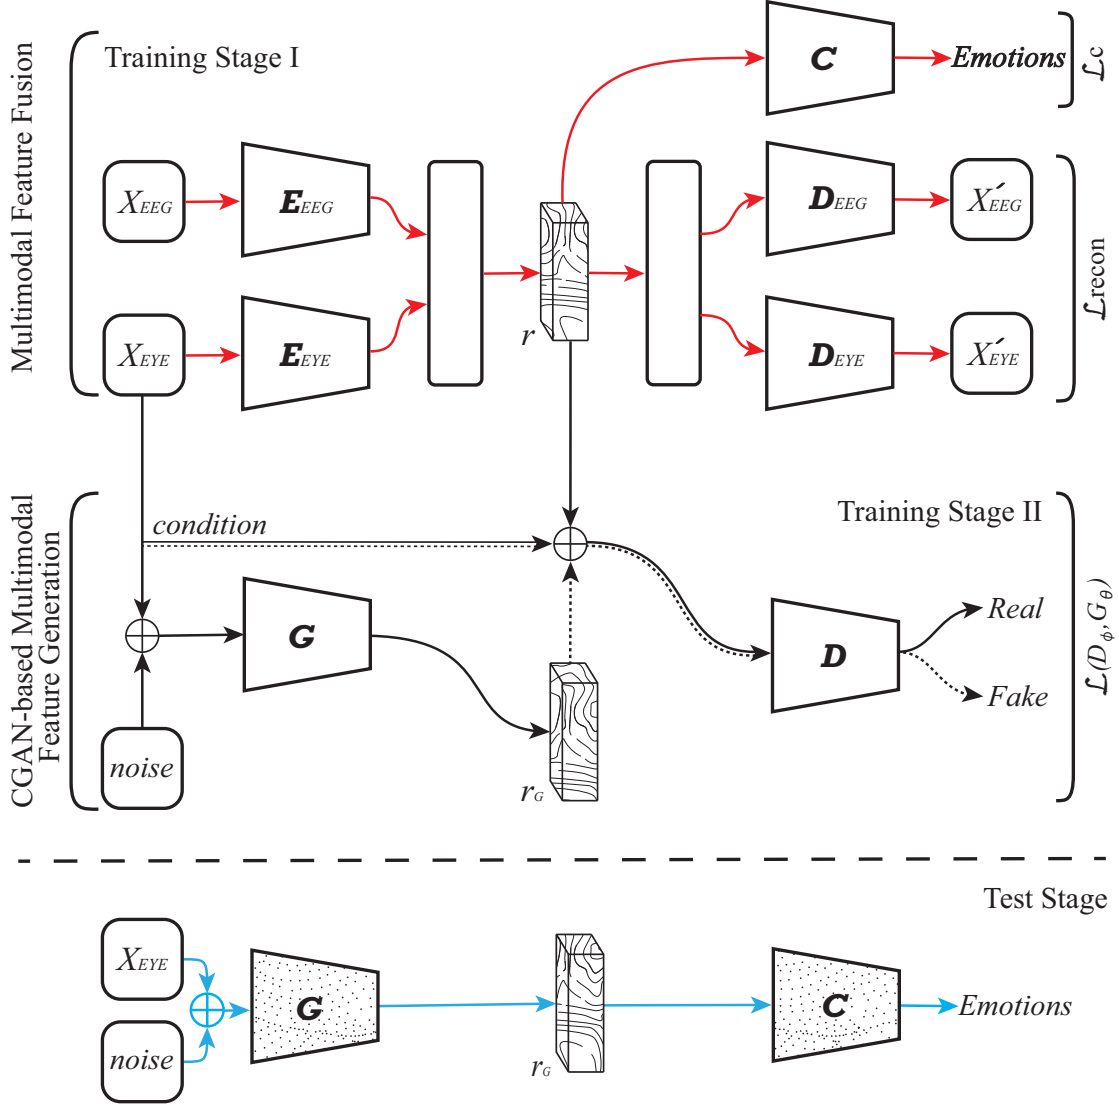 Multimodal Feature Fusion
Training Stage I
C
Emotions
ℒc
X_EEG
E_EEG
D_EEG
X′_EEG
r
ℒrecon
X_EYE
E_EYE
D_EYE
X′_EYE
CGAN-based Multimodal
Feature Generation
condition
Training Stage II
G
D
Real
Fake
ℒ(D_ϕ, G_θ)
noise
r_G
Test Stage
X_EYE
noise
G
r_G
C
Emotions